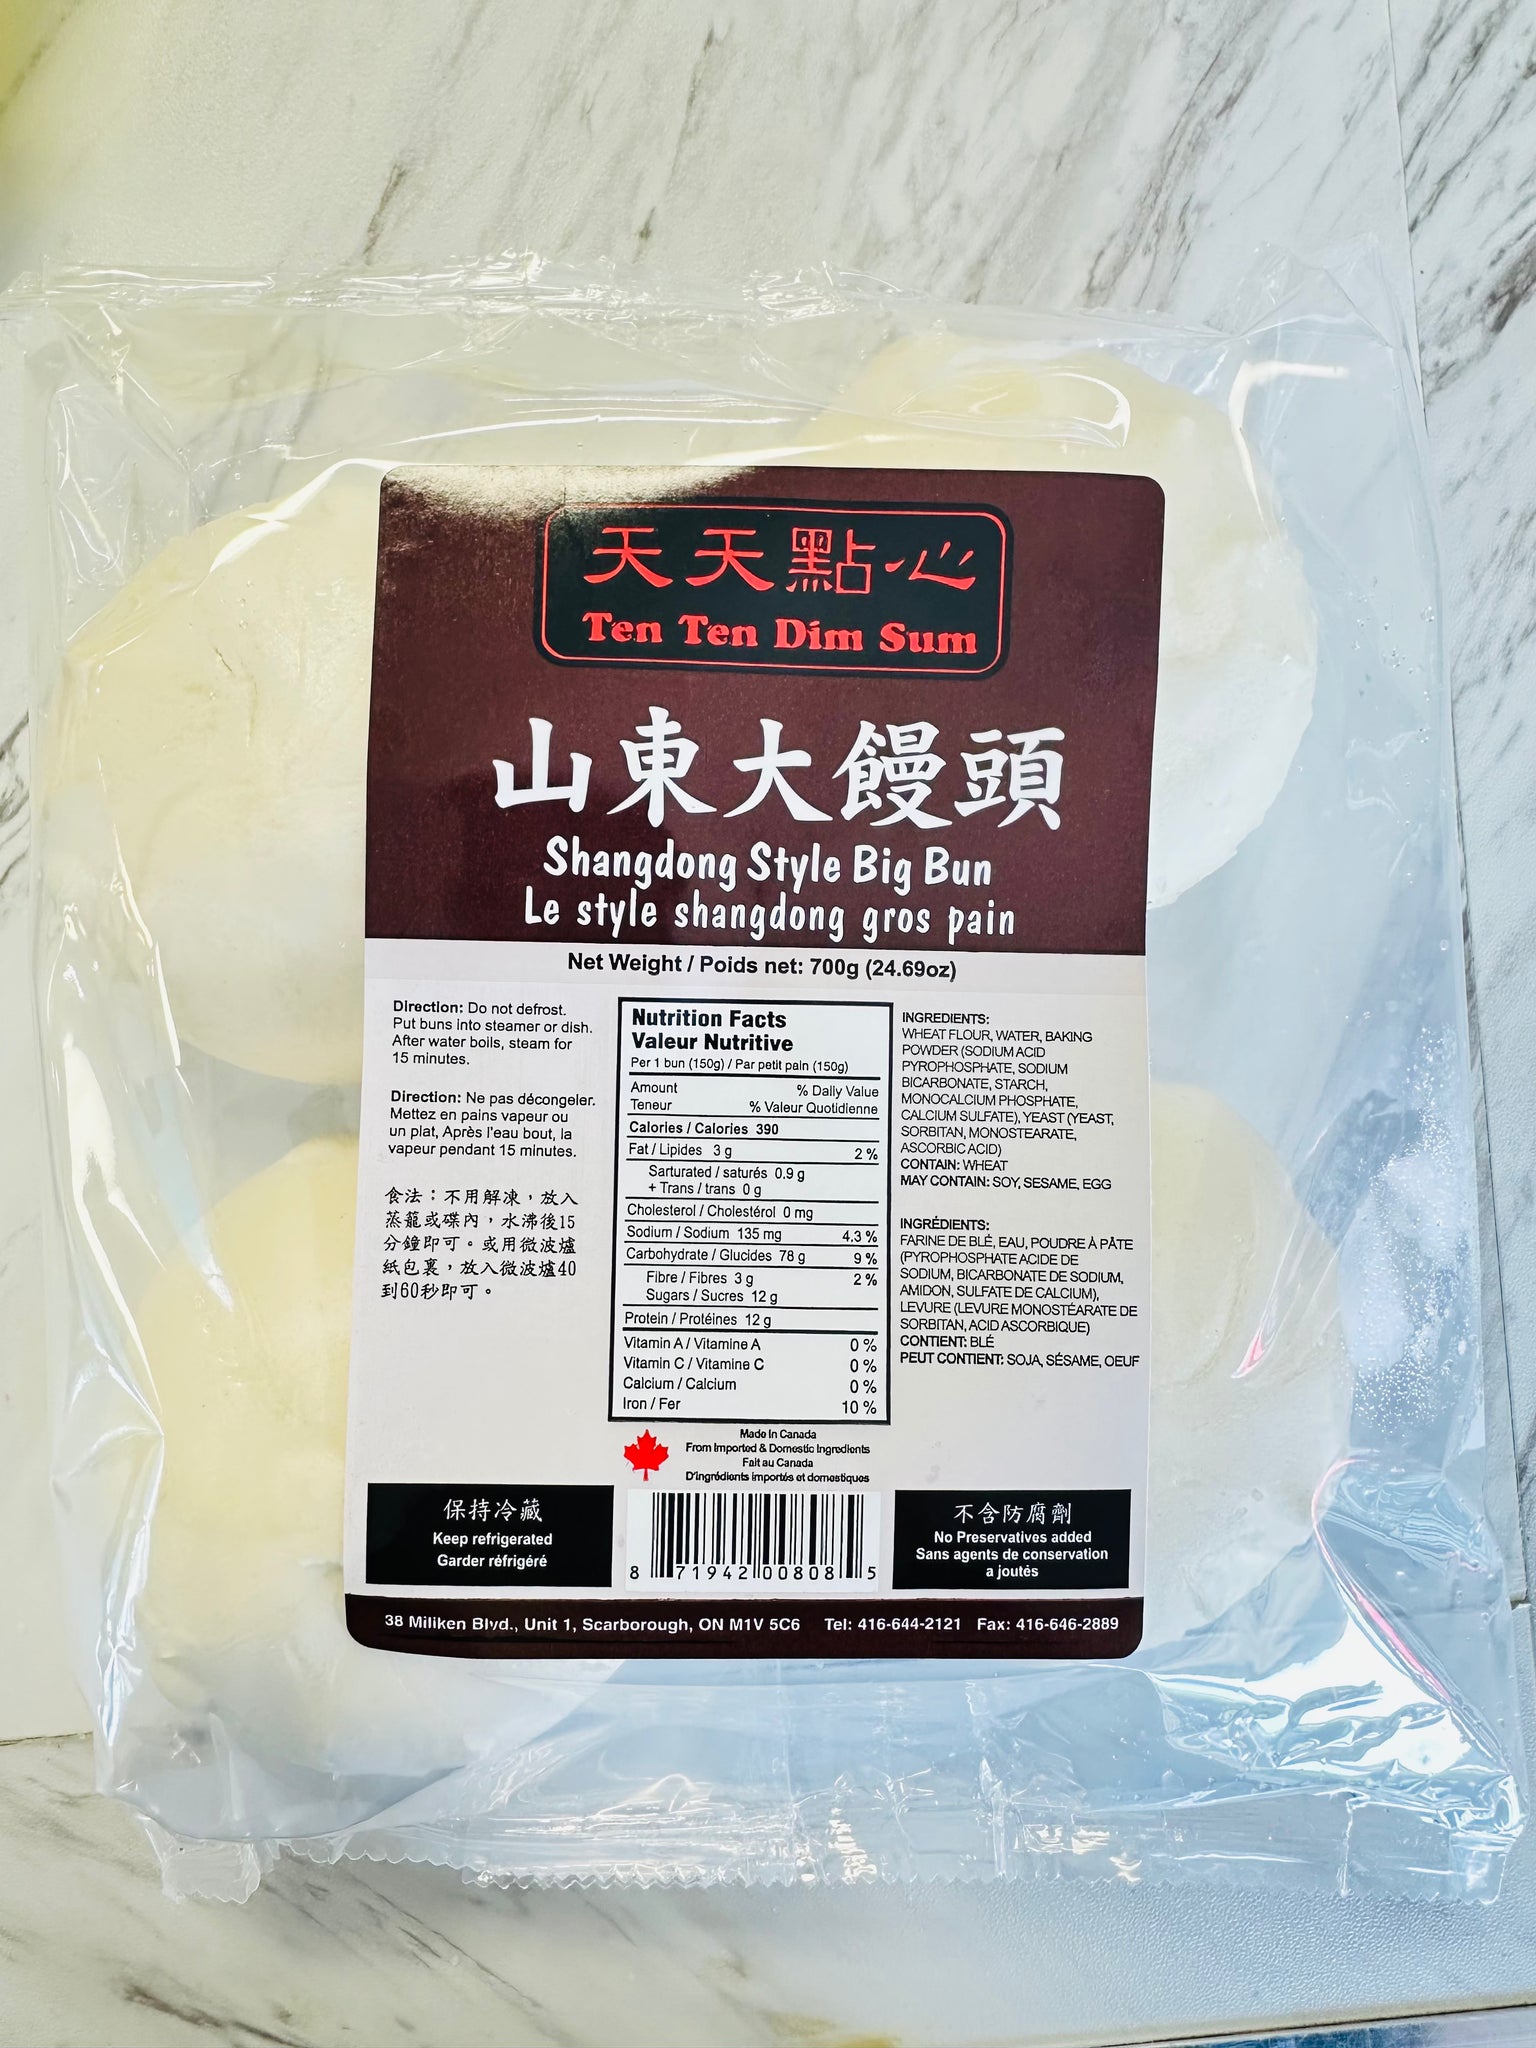 天天點心
Ten Ten Dim Sum
山東大饅頭
Shangdong Style Big Bun
Le style shangdong gros pain
Net Weight / Poids net: 700g (24.69oz)
Direction: Do not defrost.
Put buns into steamer or dish.
After water boils, steam for
15 minutes.
Direction: Ne pas décongeler.
Mettez en pains vapeur ou
un plat, Après l'eau bout, la
vapeur pendant 15 minutes.
食法：不用解凍，放入
蒸籠或碟內，水沸後15
分鐘即可。或用微波爐
紙包裹，放入微波爐40
到60秒即可。
Nutrition Facts
Valeur Nutritive
Per 1 bun (150g) / Par petit pain (150g)
Amount % Daily Value
Teneur % Valeur Quotidienne
Calories / Calories 390
Fat / Lipides 3 g 2 %
Sarturated / saturés 0.9 g
+ Trans / trans 0 g
Cholesterol / Cholestérol 0 mg
Sodium / Sodium 135 mg 4.3 %
Carbohydrate / Glucides 78 g 9 %
Fibre / Fibres 3 g 2 %
Sugars / Sucres 12 g
Protein / Protéines 12 g
Vitamin A / Vitamine A 0 %
Vitamin C / Vitamine C 0 %
Calcium / Calcium 0 %
Iron / Fer 10 %
INGREDIENTS:
WHEAT FLOUR, WATER, BAKING
POWDER (SODIUM ACID
PYROPHOSPHATE, SODIUM
BICARBONATE, STARCH,
MONOCALCIUM PHOSPHATE,
CALCIUM SULFATE), YEAST (YEAST,
SORBITAN, MONOSTEARATE,
ASCORBIC ACID)
CONTAIN: WHEAT
MAY CONTAIN: SOY, SESAME, EGG
INGRÉDIENTS:
FARINE DE BLÉ, EAU, POUDRE À PÂTE
(PYROPHOSPHATE ACIDE DE
SODIUM, BICARBONATE DE SODIUM,
AMIDON, SULFATE DE CALCIUM),
LEVURE (LEVURE MONOSTÉARATE DE
SORBITAN, ACID ASCORBIQUE)
CONTIENT: BLÉ
PEUT CONTIENT: SOJA, SÉSAME, OEUF
Made In Canada
From Imported & Domestic Ingredients
Fait au Canada
D'ingrédients importés et domestiques
保持冷藏
Keep refrigerated
Garder réfrigéré
8 71942 00808 5
不含防腐劑
No Preservatives added
Sans agents de conservation
a joutés
38 Miliken Blvd., Unit 1, Scarborough, ON M1V 5C6 Tel: 416-644-2121 Fax: 416-646-2889